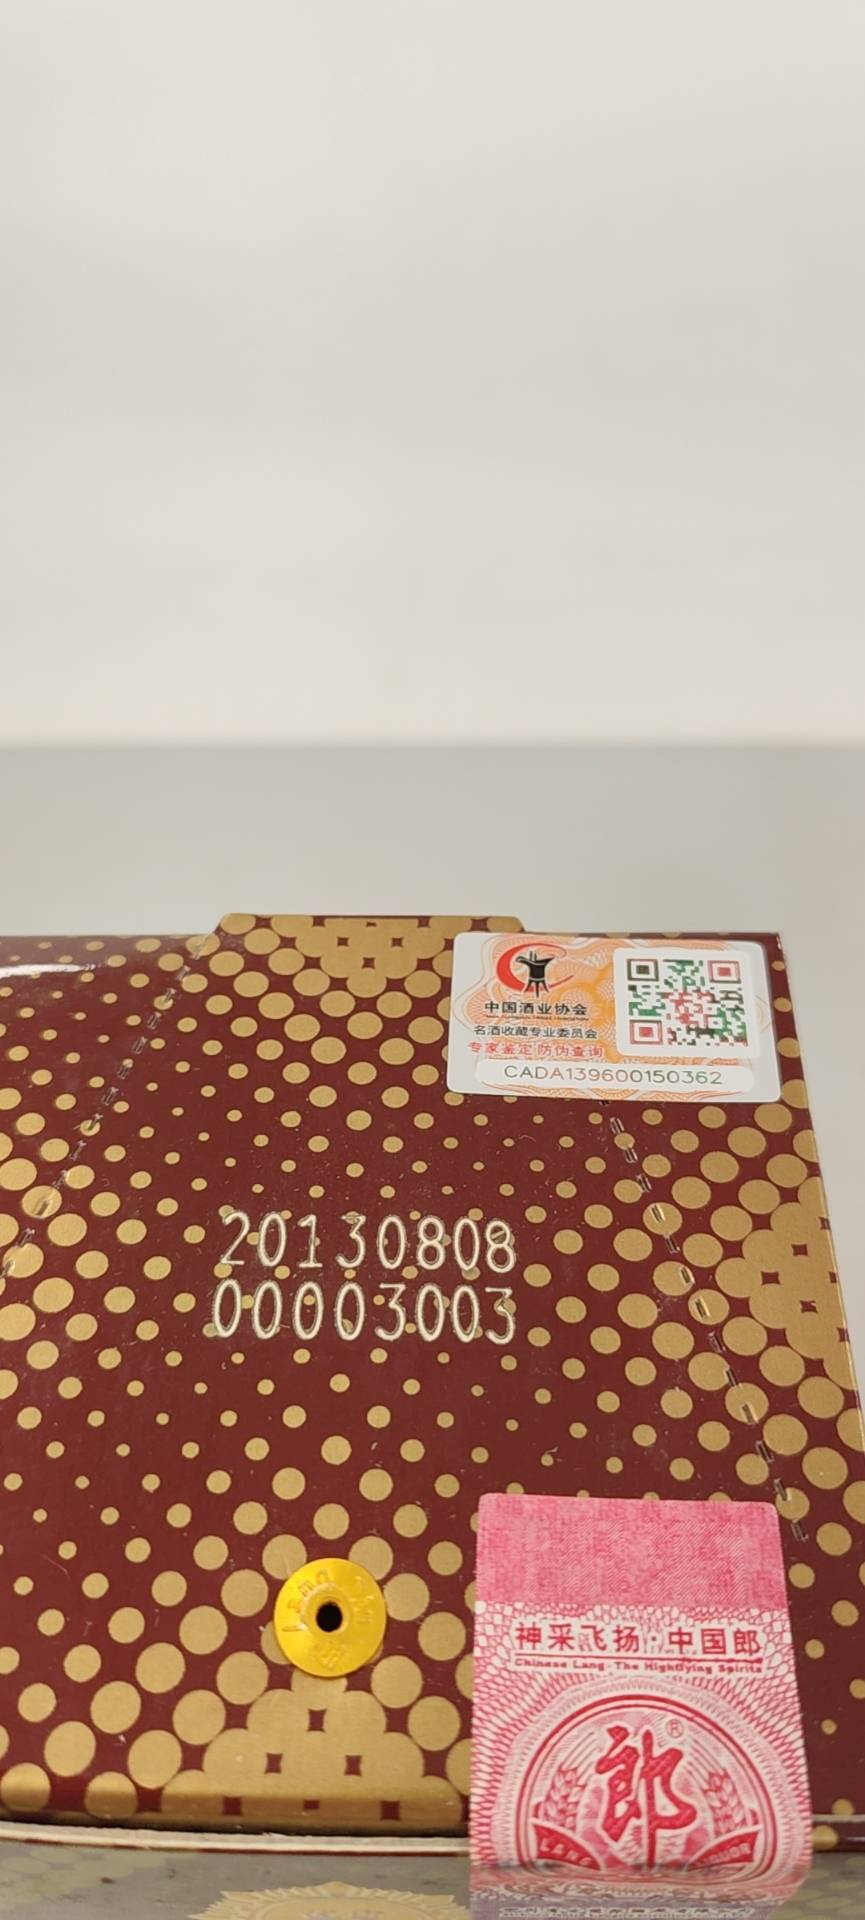 中国酒业协会
名酒收藏专业委员会
专家鉴定 防伪查询
CADA139600150362
20130808
00003003
神采飞扬·中国郎
Chinese Lang·The Highflying Spirits
郎®
LANG